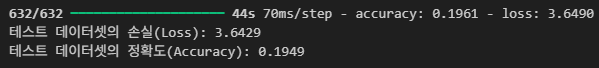 632/632 ━━━━━━━━━━━━━━━━━━━━ 44s 70ms/step - accuracy: 0.1961 - loss: 3.6490
테스트 데이터셋의 손실(Loss): 3.6429
테스트 데이터셋의 정확도(Accuracy): 0.1949